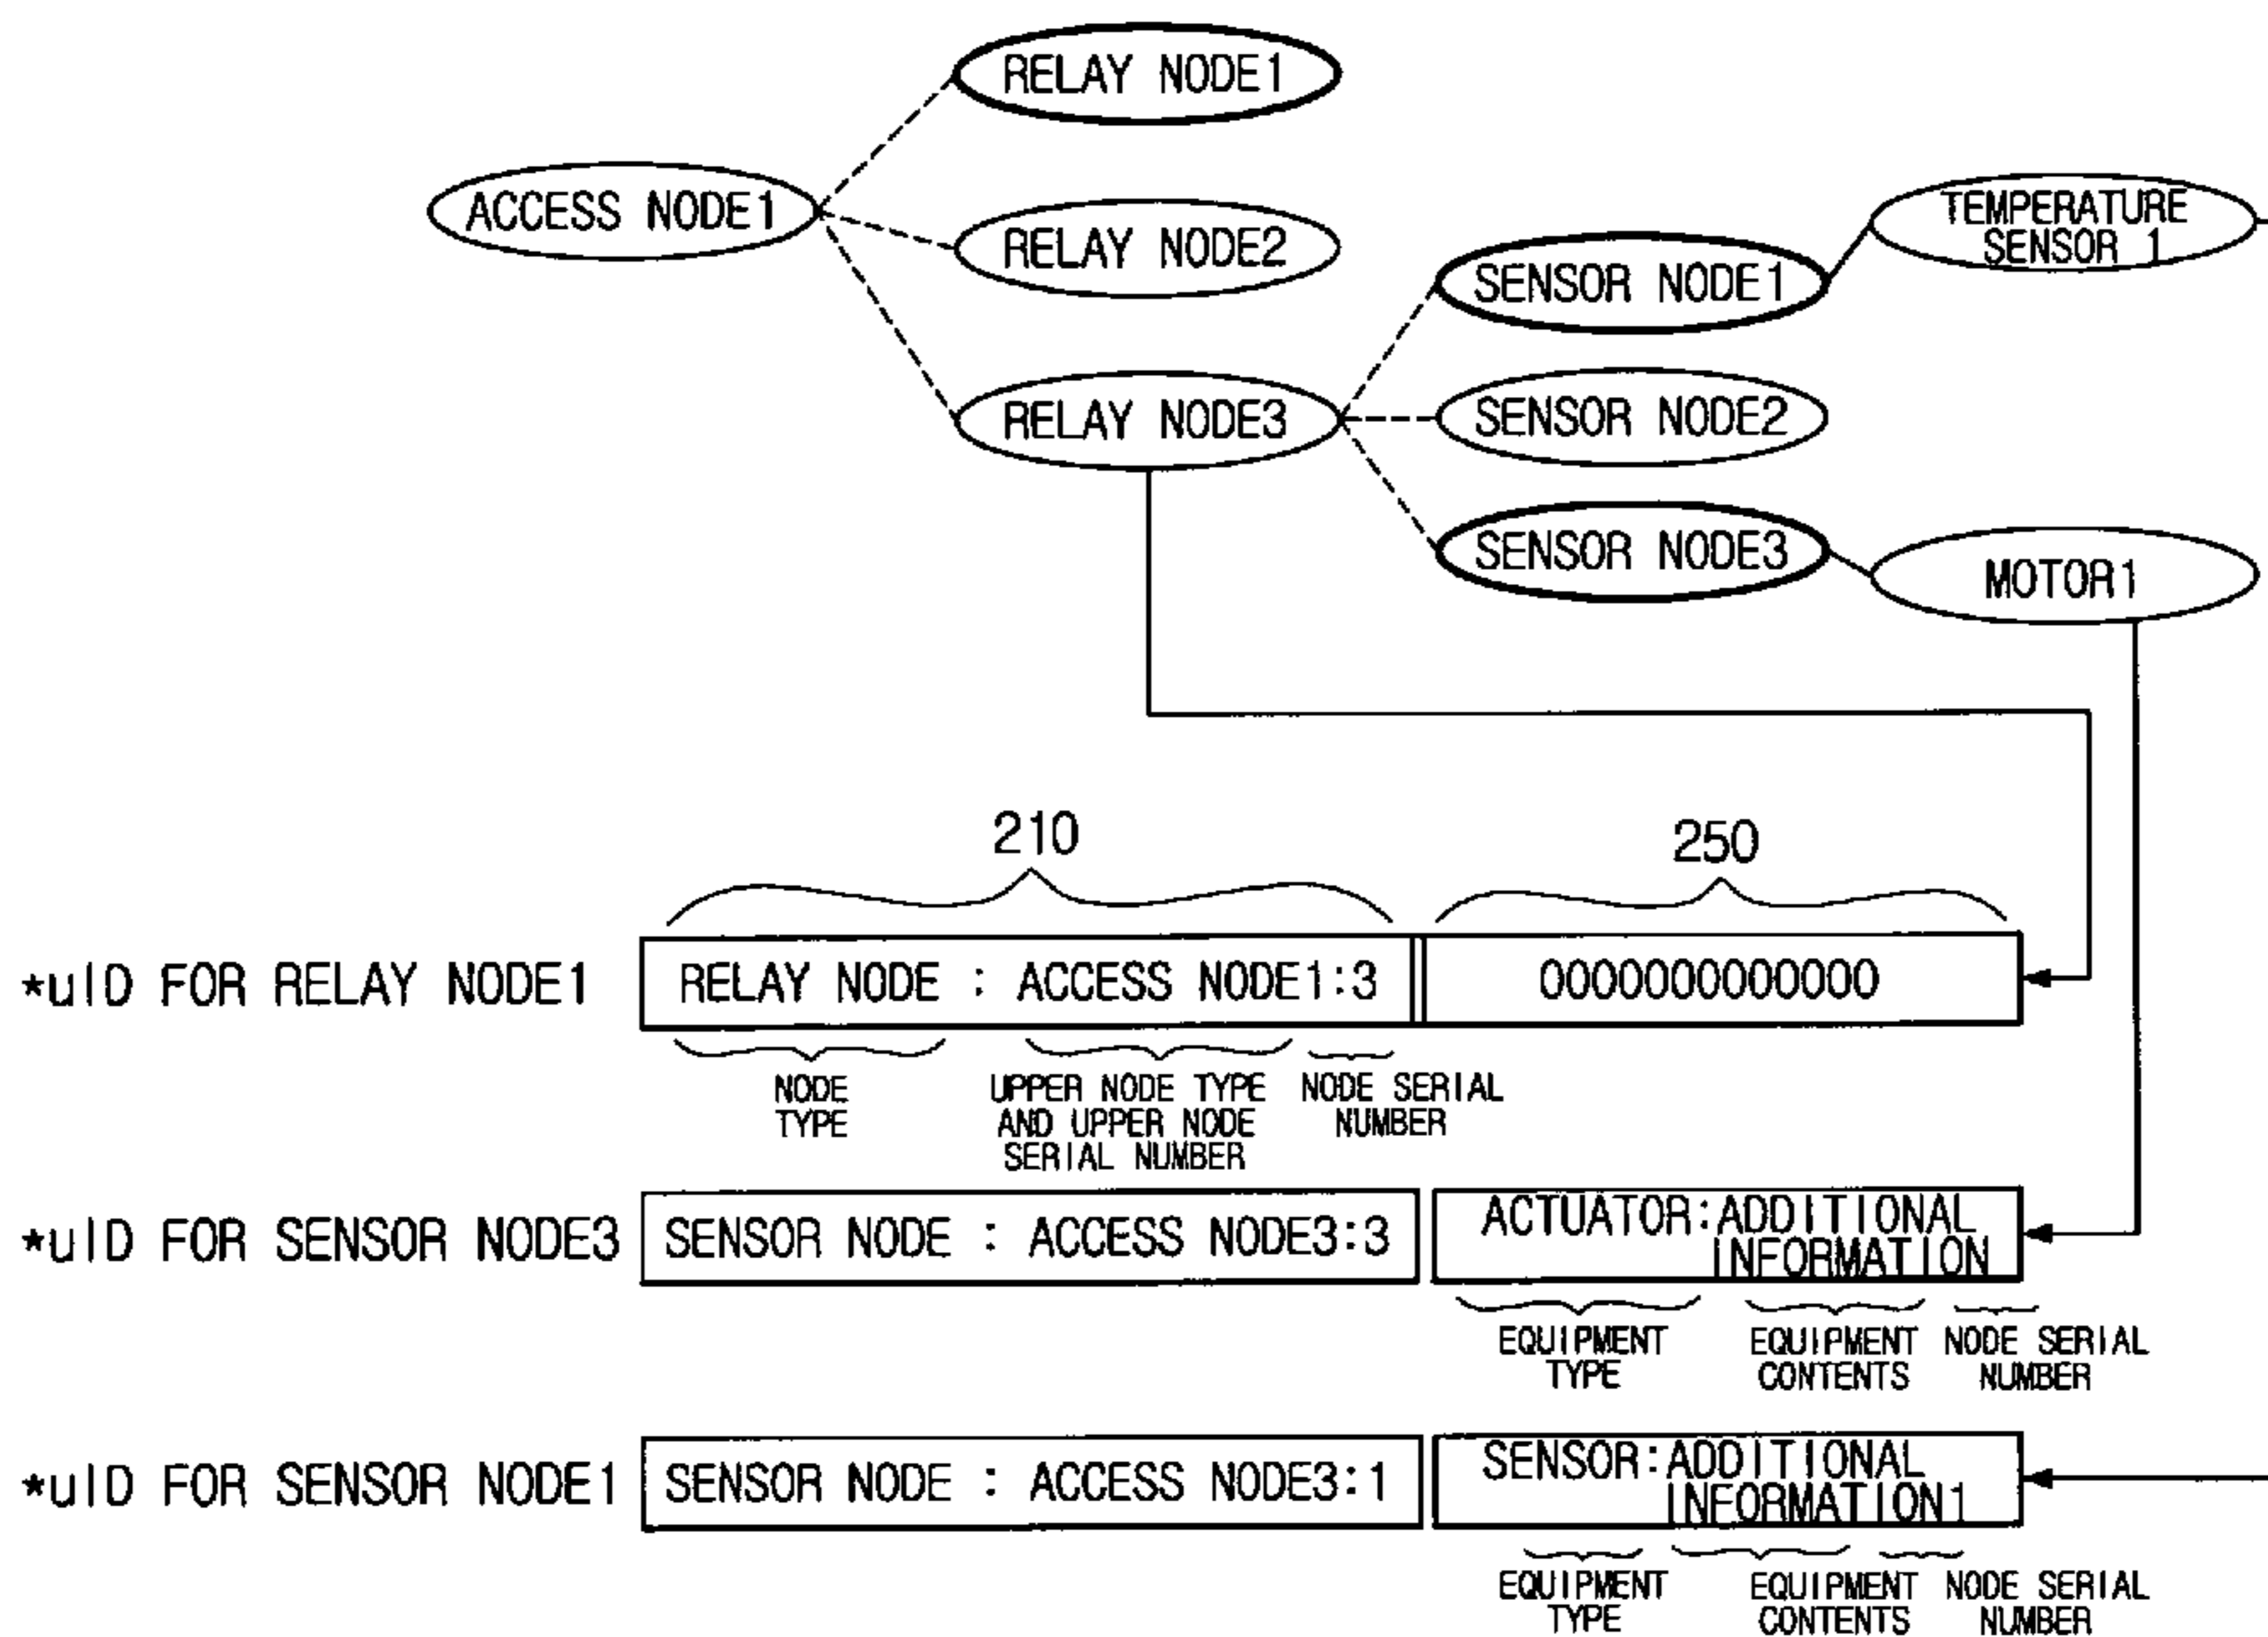 RELAY NODE1
ACCESS NODE1
RELAY NODE2
TEMPERATURE
SENSOR 1
SENSOR NODE1
RELAY NODE3
SENSOR NODE2
SENSOR NODE3
MOTOR1
210
250
*uID FOR RELAY NODE1
RELAY NODE : ACCESS NODE1:3
0000000000000
NODE
TYPE
UPPER NODE TYPE
AND UPPER NODE
SERIAL NUMBER
NODE SERIAL
NUMBER
*uID FOR SENSOR NODE3
SENSOR NODE : ACCESS NODE3:3
ACTUATOR:ADDITIONAL
INFORMATION
EQUIPMENT
TYPE
EQUIPMENT
CONTENTS
NODE SERIAL
NUMBER
*uID FOR SENSOR NODE1
SENSOR NODE : ACCESS NODE3:1
SENSOR:ADDITIONAL
INFORMATION1
EQUIPMENT
TYPE
EQUIPMENT
CONTENTS
NODE SERIAL
NUMBER